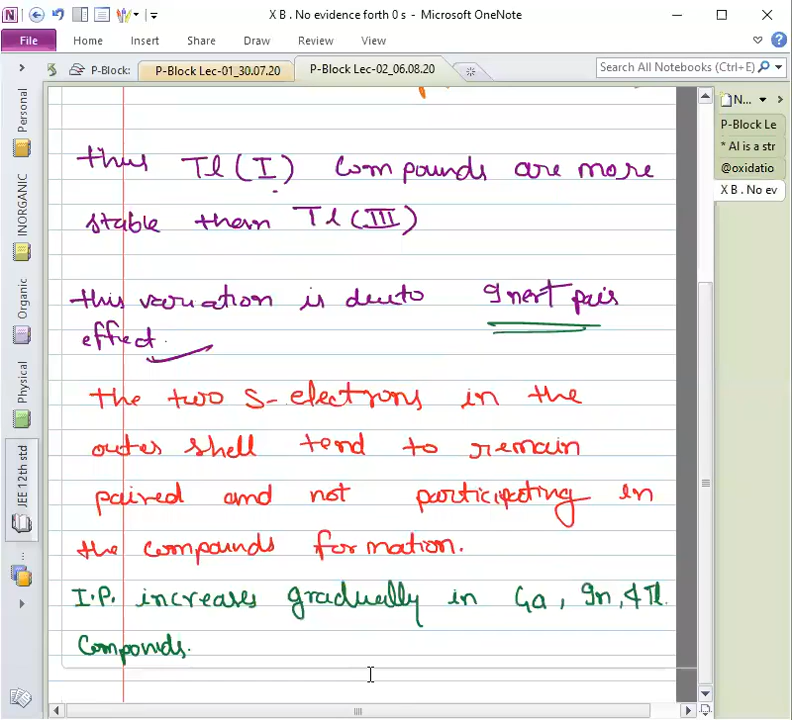 X B . No evidence forth 0 s - Microsoft OneNote
File Home Insert Share Draw Review View
P-Block: P-Block Lec-01_30.07.20 P-Block Lec-02_06.08.20 Search All Notebooks (Ctrl+E)
N...
P-Block Le
* Al is a str
@oxidatio
X B . No ev
Personal
INORGANIC
Organic
Physical
JEE 12th std
thus Tl (I) Compounds are more
stable than Tl (III)
this variation is dueto Inert pair
effect.
the two S-electrons in the
outer shell tend to remain
paired and not participating in
the compounds formation.
I.P. increases gradually in Ga, In, & Tl.
Compounds.